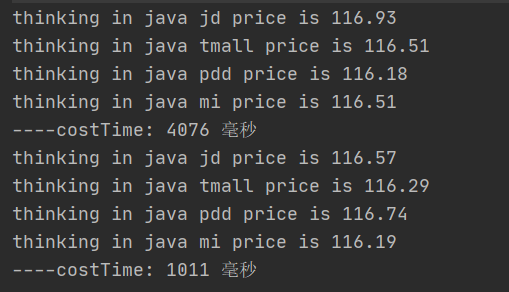 thinking in java jd price is 116.93
thinking in java tmall price is 116.51
thinking in java pdd price is 116.18
thinking in java mi price is 116.51
----costTime: 4076 毫秒
thinking in java jd price is 116.57
thinking in java tmall price is 116.29
thinking in java pdd price is 116.74
thinking in java mi price is 116.19
----costTime: 1011 毫秒